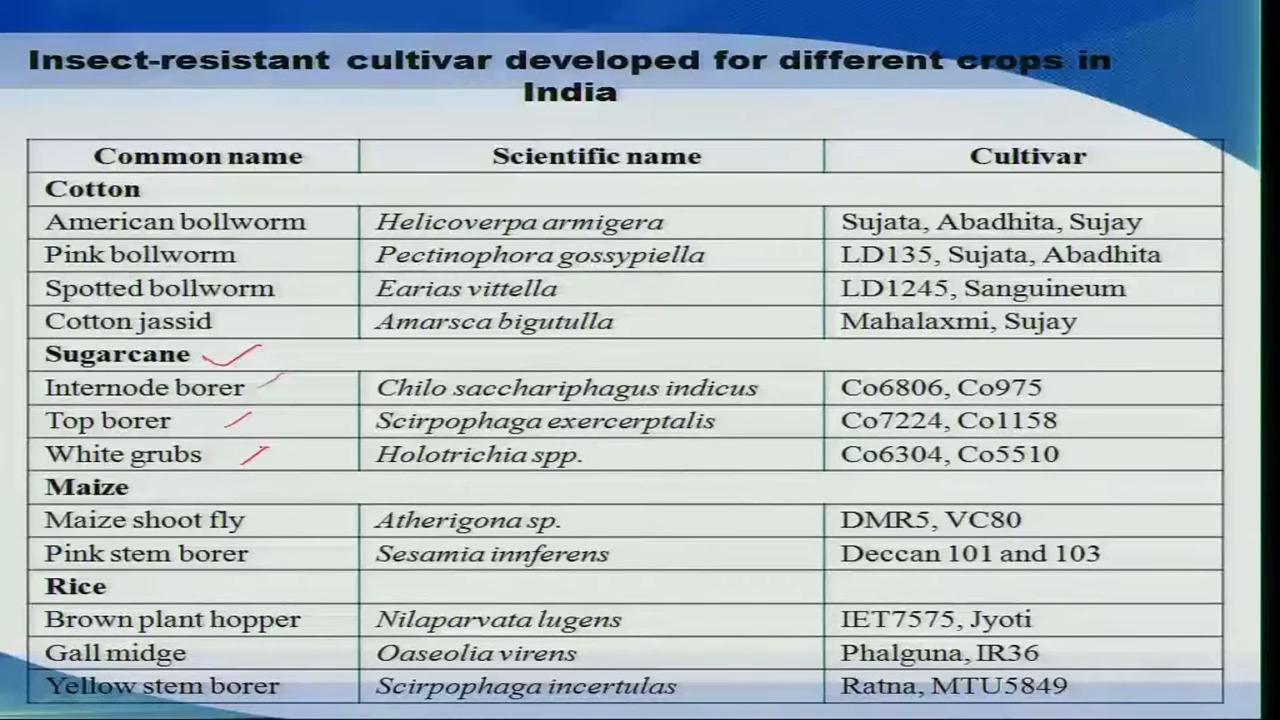 Insect-resistant cultivar developed for different crops in
India
Common name Scientific name Cultivar
Cotton
American bollworm Helicoverpa armigera Sujata, Abadhita, Sujay
Pink bollworm Pectinophora gossypiella LD135, Sujata, Abadhita
Spotted bollworm Earias vittella LD1245, Sanguineum
Cotton jassid Amarsca bigutulla Mahalaxmi, Sujay
Sugarcane
Internode borer Chilo sacchariphagus indicus Co6806, Co975
Top borer Scirpophaga exercerptalis Co7224, Co1158
White grubs Holotrichia spp. Co6304, Co5510
Maize
Maize shoot fly Atherigona sp. DMR5, VC80
Pink stem borer Sesamia innferens Deccan 101 and 103
Rice
Brown plant hopper Nilaparvata lugens IET7575, Jyoti
Gall midge Oaseolia virens Phalguna, IR36
Yellow stem borer Scirpophaga incertulas Ratna, MTU5849